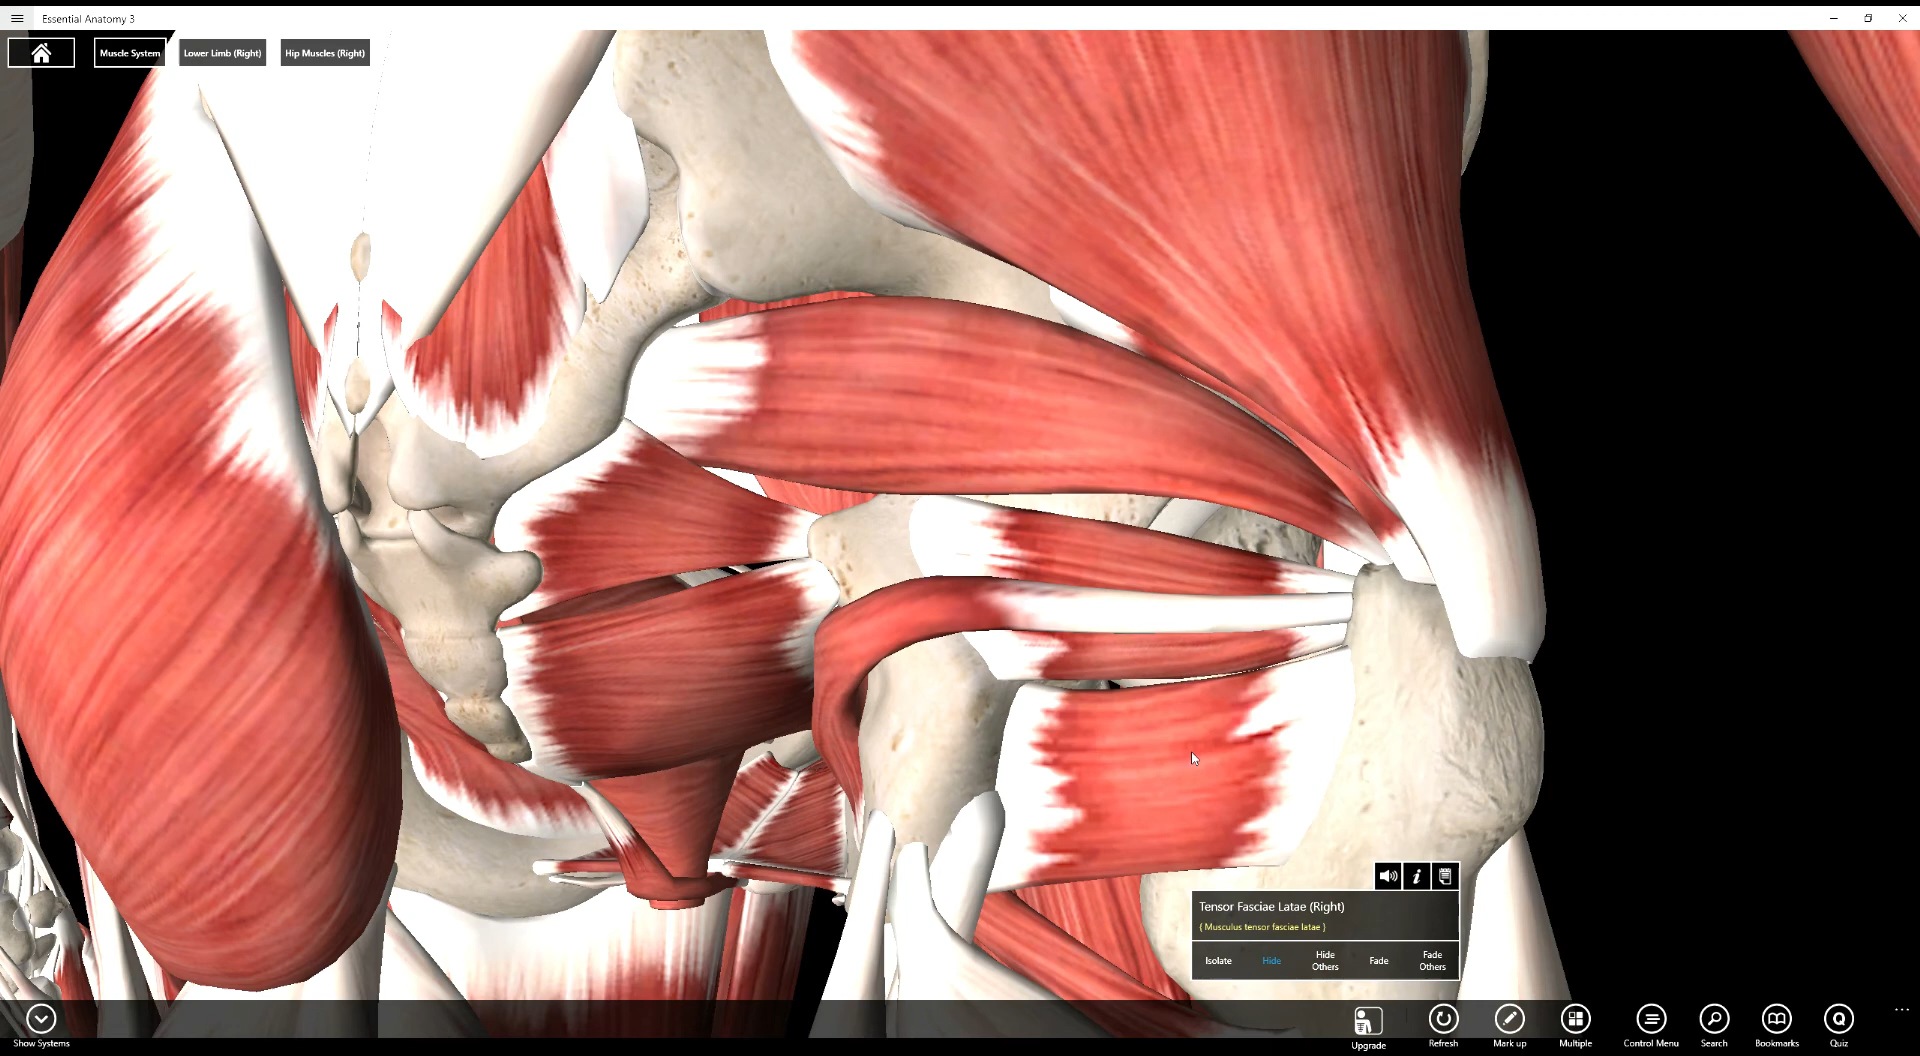 Essential Anatomy 3
Muscle System
Lower Limb (Right)
Hip Muscles (Right)
Tensor Fasciae Latae (Right)
{ Musculus tensor fasciae latae }
Isolate
Hide
Hide
Others
Fade
Fade
Others
Show Systems
Upgrade
Refresh
Mark up
Multiple
Control Menu
Search
Bookmarks
Quiz